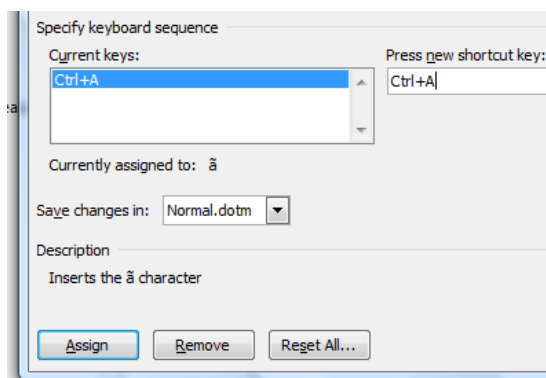 Specify keyboard sequence
Current keys:
Press new shortcut key:
Ctrl+A
Ctrl+A
ea
Currently assigned to: ã
Save changes in: Normal.dotm
Description
Inserts the ã character
Assign Remove Reset All...